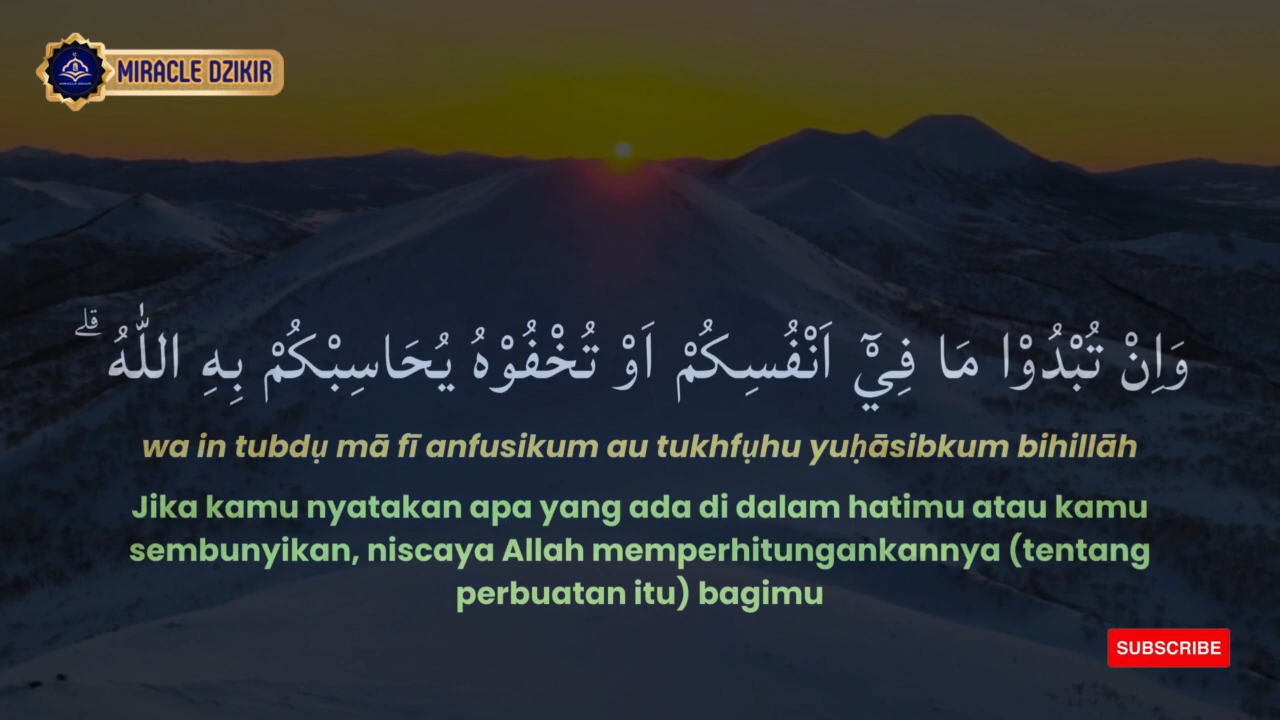 MIRACLE DZIKIR
وَاِنْ تُبْدُوْا مَا فِيْٓ اَنْفُسِكُمْ اَوْ تُخْفُوْهُ يُحَاسِبْكُمْ بِهِ اللّٰهُ ۗ
wa in tubdụ mā fī anfusikum au tukhfụhu yuḥāsibkum bihillāh
Jika kamu nyatakan apa yang ada di dalam hatimu atau kamu
sembunyikan, niscaya Allah memperhitungankannya (tentang
perbuatan itu) bagimu
SUBSCRIBE